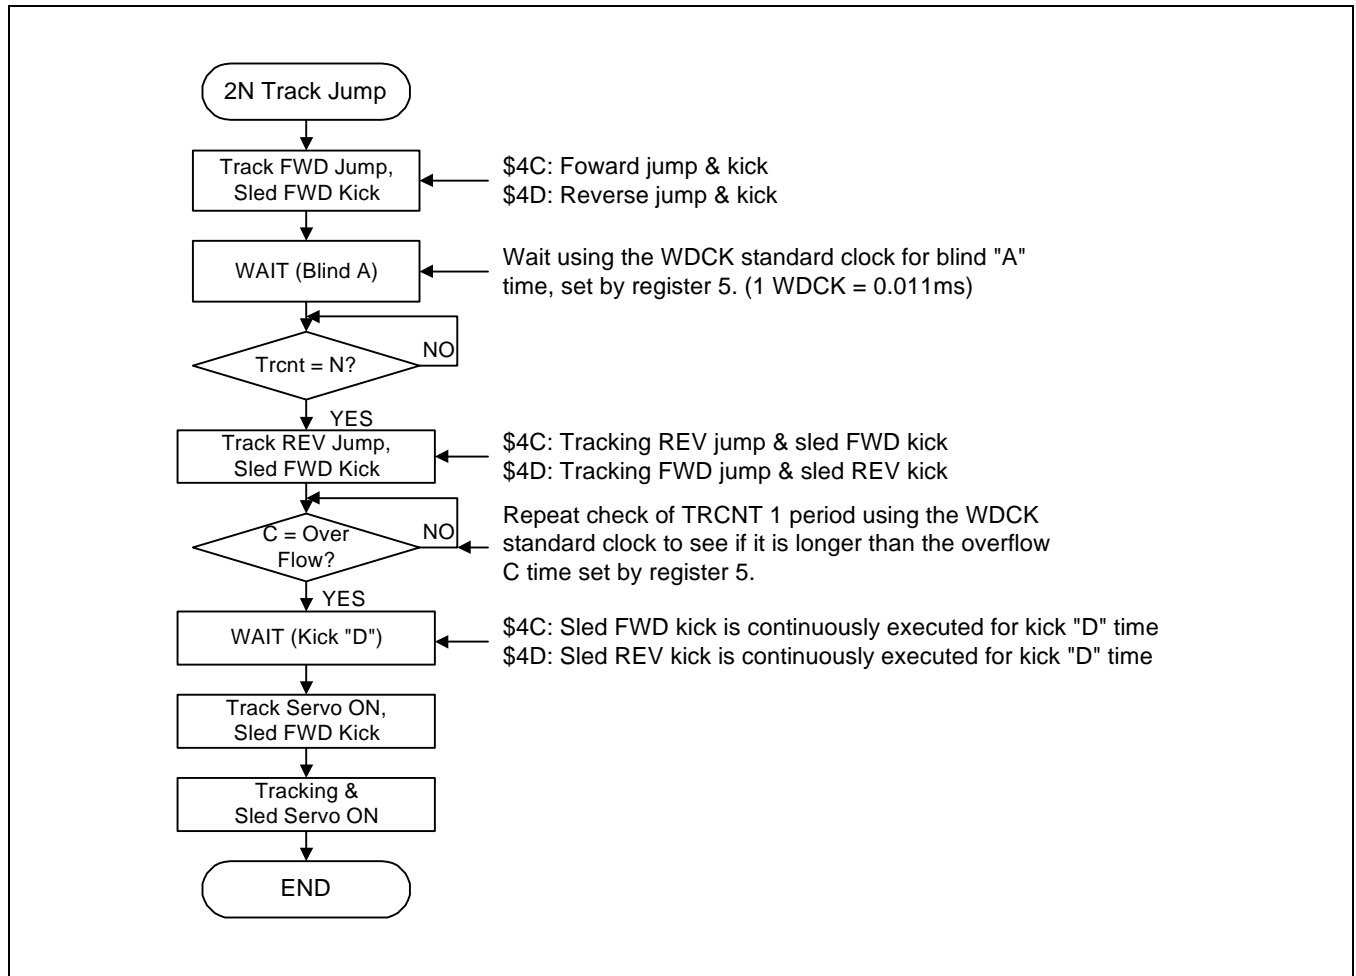 2N Track Jump
Track FWD Jump,
Sled FWD Kick
$4C: Foward jump & kick
$4D: Reverse jump & kick
WAIT (Blind A)
Wait using the WDCK standard clock for blind "A"
time, set by register 5. (1 WDCK = 0.011ms)
Trcnt = N?
NO
YES
Track REV Jump,
Sled FWD Kick
$4C: Tracking REV jump & sled FWD kick
$4D: Tracking FWD jump & sled REV kick
C = Over
Flow?
NO
Repeat check of TRCNT 1 period using the WDCK
standard clock to see if it is longer than the overflow
C time set by register 5.
YES
WAIT (Kick "D")
$4C: Sled FWD kick is continuously executed for kick "D" time
$4D: Sled REV kick is continuously executed for kick "D" time
Track Servo ON,
Sled FWD Kick
Tracking &
Sled Servo ON
END